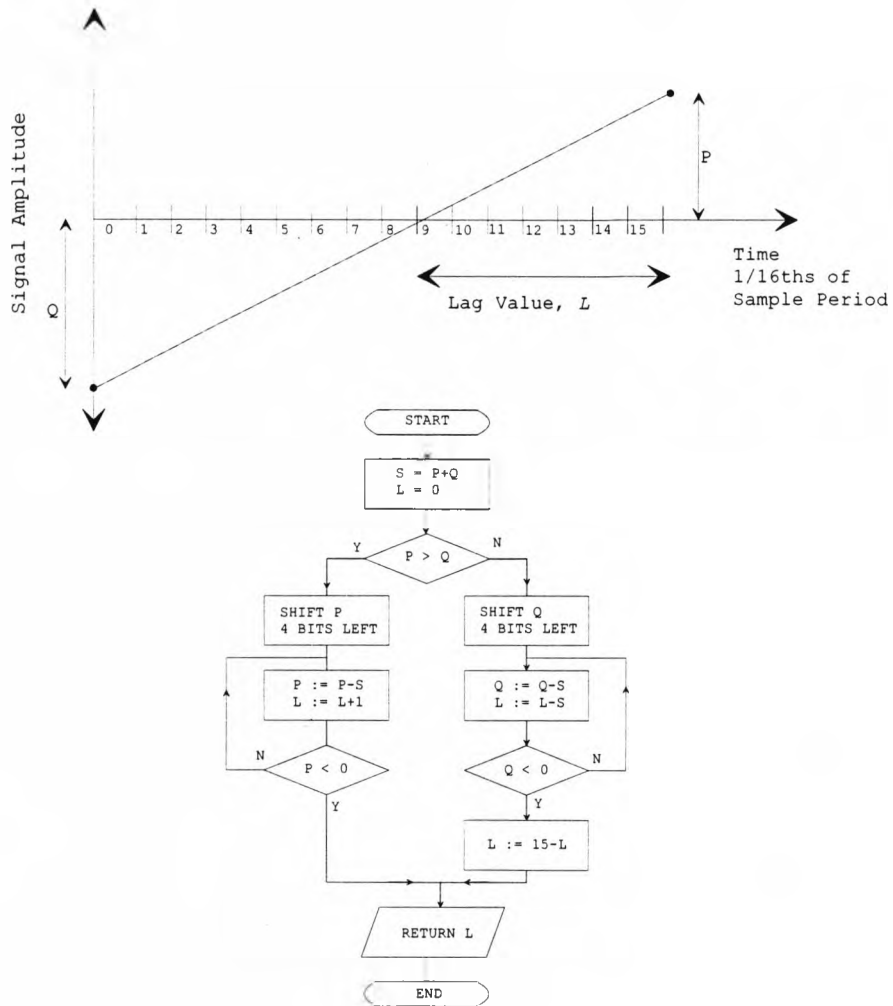 Signal Amplitude
Q
P
0 1 2 3 4 5 6 7 8 9 10 11 12 13 14 15
Time
1/16ths of
Sample Period
Lag Value, L
START
S = P+Q
L = 0
P > Q
Y
N
SHIFT P
4 BITS LEFT
SHIFT Q
4 BITS LEFT
P := P-S
L := L+1
Q := Q-S
L := L-S
P < 0
N
Y
Q < 0
N
Y
L := 15-L
RETURN L
END